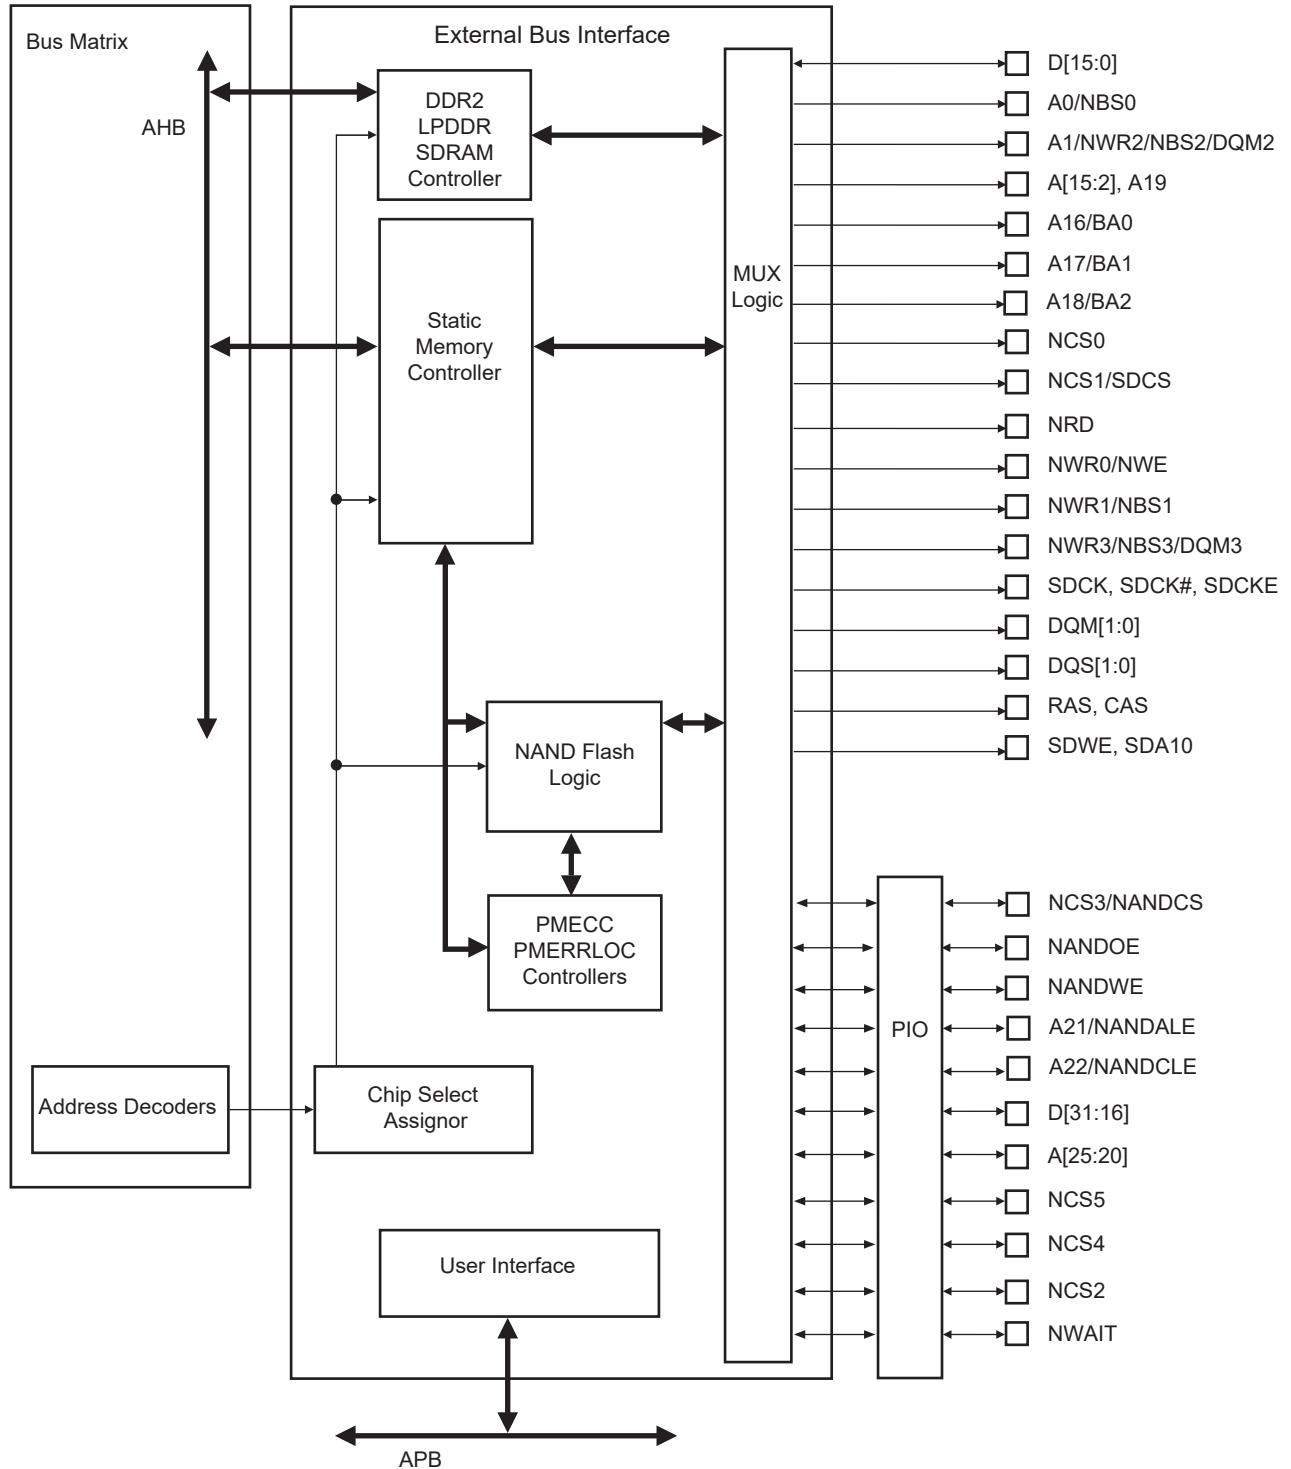 Bus Matrix
AHB
Address Decoders
External Bus Interface
DDR2
LPDDR
SDRAM
Controller
Static
Memory
Controller
NAND Flash
Logic
PMECC
PMERRLOC
Controllers
Chip Select
Assignor
User Interface
APB
MUX
Logic
PIO
D[15:0]
A0/NBS0
A1/NWR2/NBS2/DQM2
A[15:2], A19
A16/BA0
A17/BA1
A18/BA2
NCS0
NCS1/SDCS
NRD
NWR0/NWE
NWR1/NBS1
NWR3/NBS3/DQM3
SDCK, SDCK#, SDCKE
DQM[1:0]
DQS[1:0]
RAS, CAS
SDWE, SDA10
NCS3/NANDCS
NANDOE
NANDWE
A21/NANDALE
A22/NANDCLE
D[31:16]
A[25:20]
NCS5
NCS4
NCS2
NWAIT